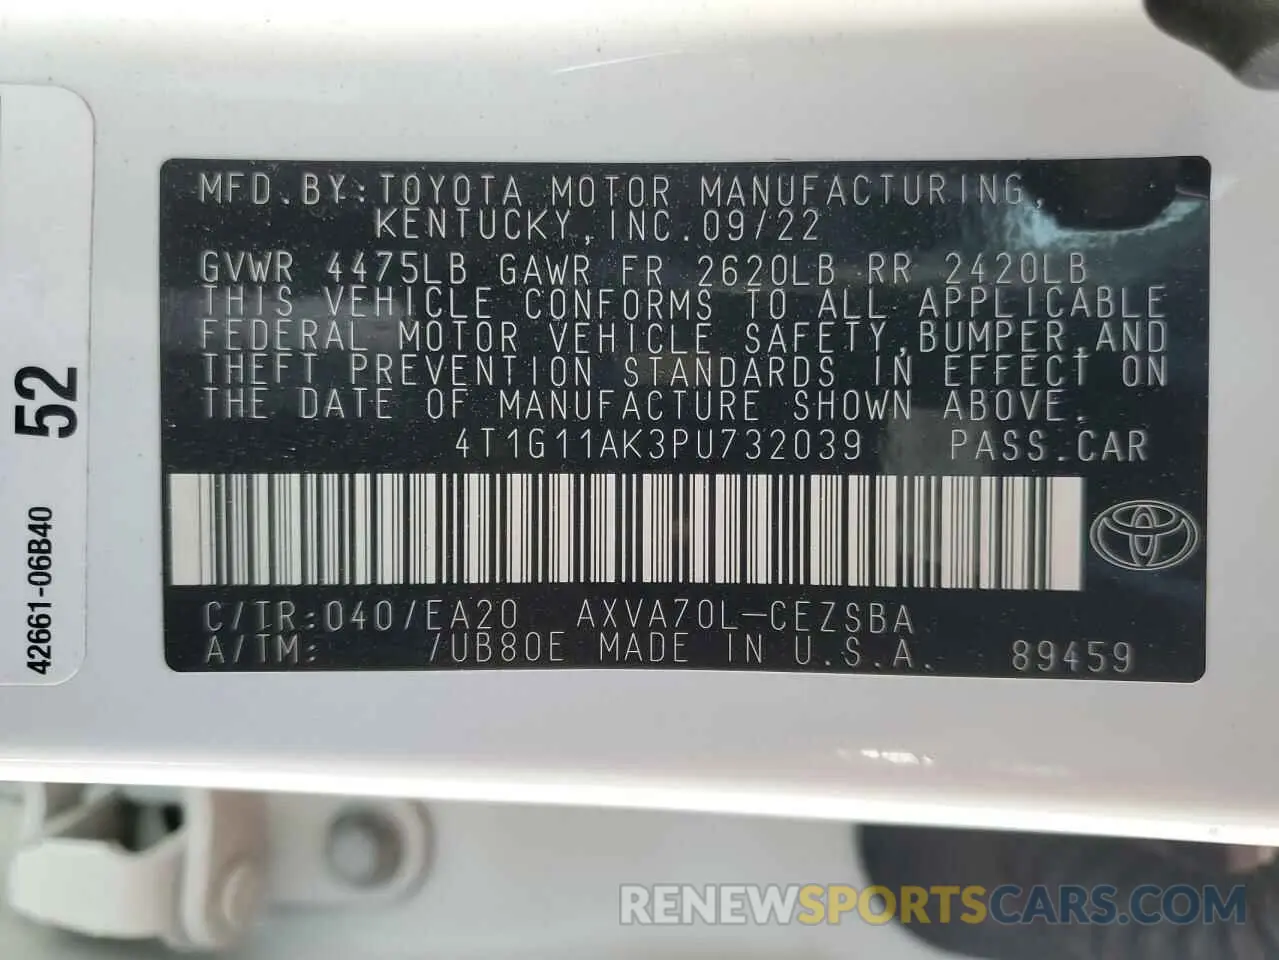 MFD.BY:TOYOTA MOTOR MANUFACTURING,
KENTUCKY,INC.09/22
GVWR 4475LB GAWR FR 2620LB RR 2420LB
THIS VEHICLE CONFORMS TO ALL APPLICABLE
FEDERAL MOTOR VEHICLE SAFETY,BUMPER,AND
THEFT PREVENTION STANDARDS IN EFFECT ON
THE DATE OF MANUFACTURE SHOWN ABOVE.
4T1G11AK3PU732039 PASS.CAR
C/TR:040/EA20 AXVA70L-CEZSBA
A/TM: /UB80E MADE IN U.S.A. 89459
52
42661-06B40
RENEWSPORTSCARS.COM